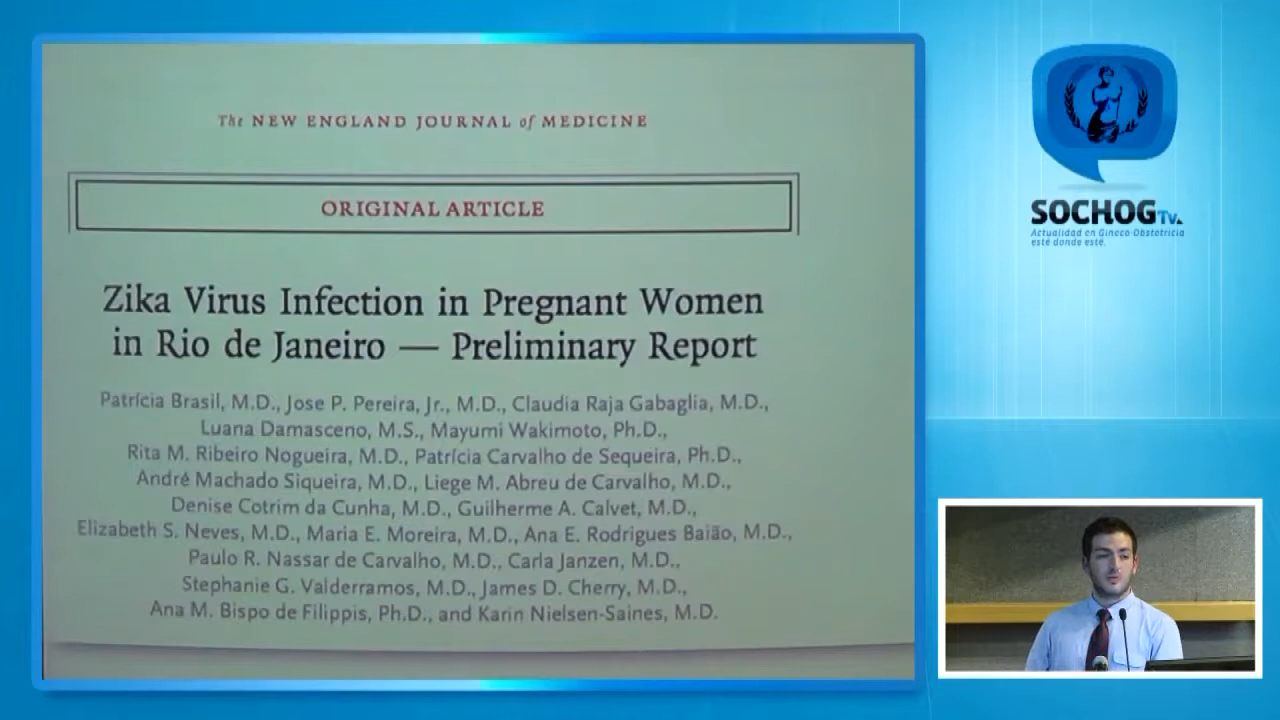 The NEW ENGLAND JOURNAL of MEDICINE
ORIGINAL ARTICLE
Zika Virus Infection in Pregnant Women
in Rio de Janeiro — Preliminary Report
Patrícia Brasil, M.D., Jose P. Pereira, Jr., M.D., Claudia Raja Gabaglia, M.D.,
Luana Damasceno, M.S., Mayumi Wakimoto, Ph.D.,
Rita M. Ribeiro Nogueira, M.D., Patrícia Carvalho de Sequeira, Ph.D.,
André Machado Siqueira, M.D., Liege M. Abreu de Carvalho, M.D.,
Denise Cotrim da Cunha, M.D., Guilherme A. Calvet, M.D.,
Elizabeth S. Neves, M.D., Maria E. Moreira, M.D., Ana E. Rodrigues Baião, M.D.,
Paulo R. Nassar de Carvalho, M.D., Carla Janzen, M.D.,
Stephanie G. Valderramos, M.D., James D. Cherry, M.D.,
Ana M. Bispo de Filippis, Ph.D., and Karin Nielsen-Saines, M.D.
SOCHOG Tv.
Actualidad en Gineco-Obstetricia
esté donde esté.